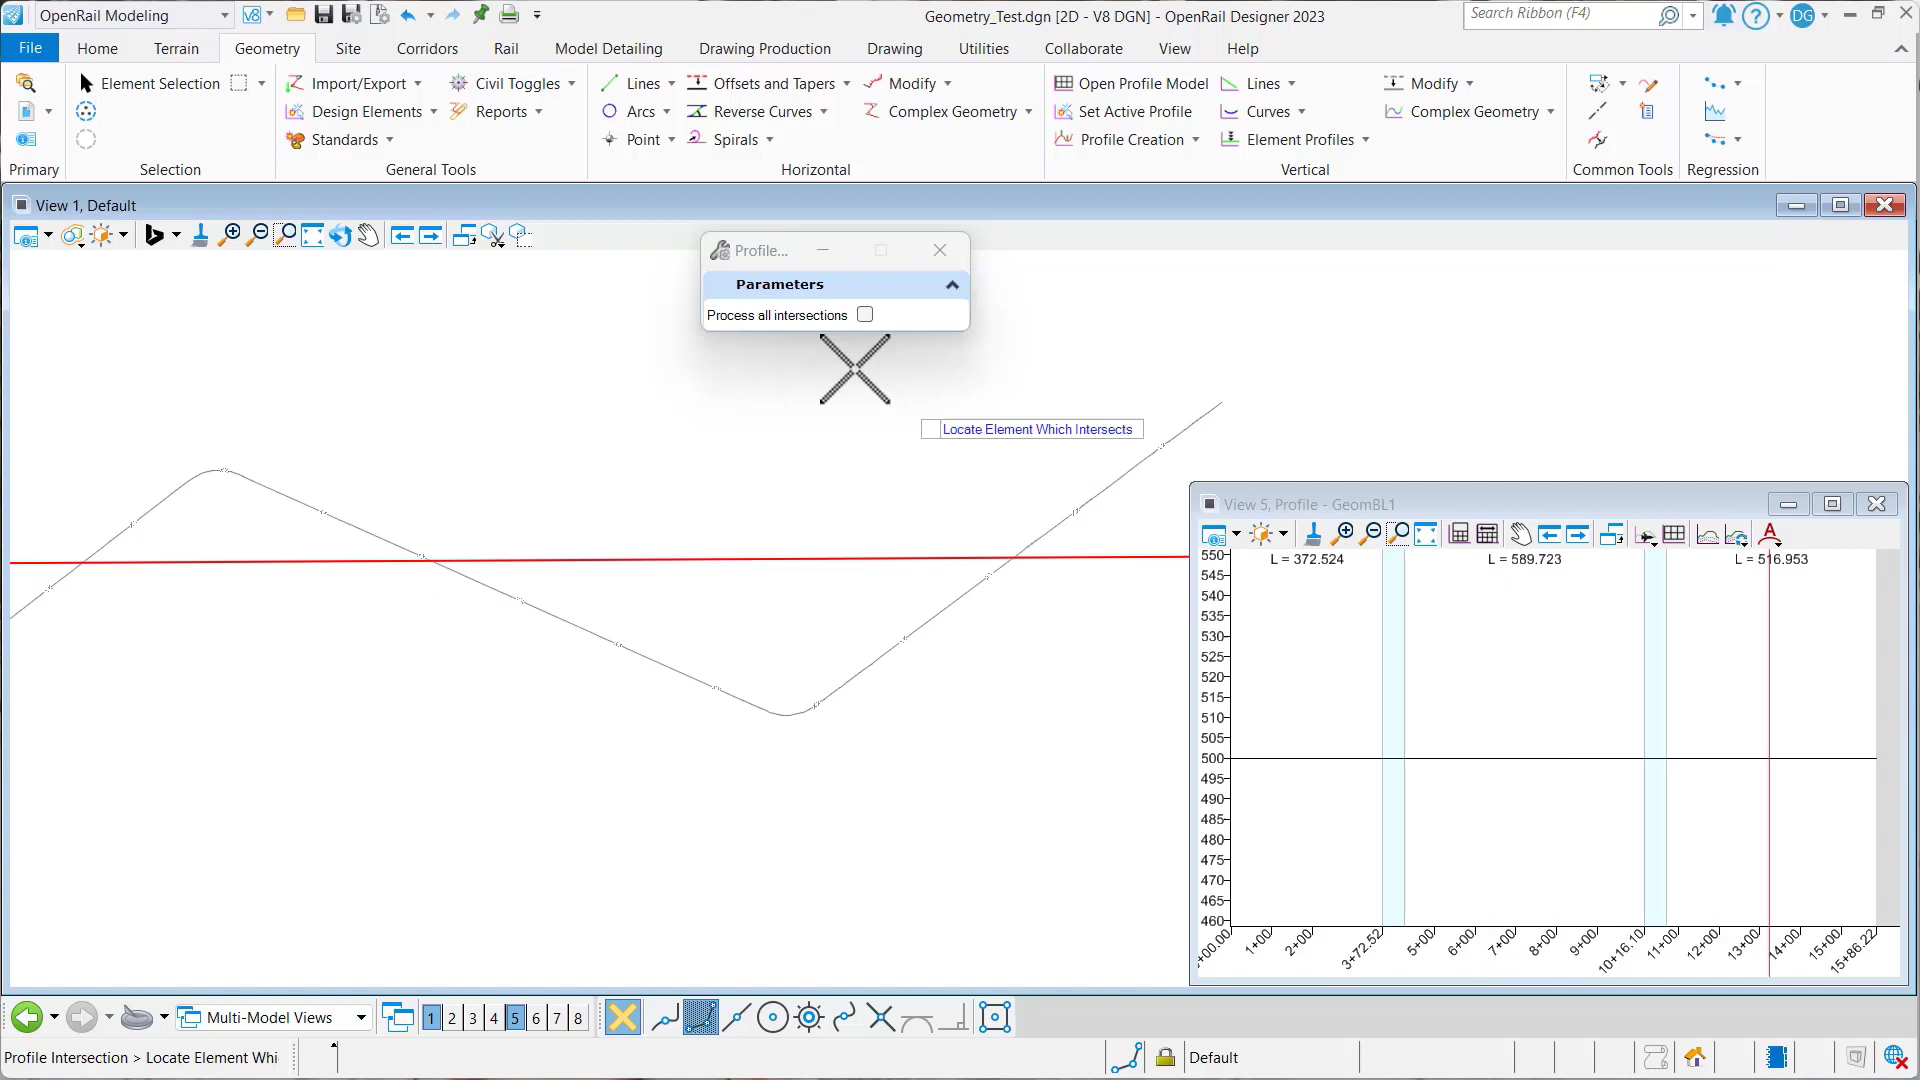 OpenRail Modeling
Geometry_Test.dgn [2D - V8 DGN] - OpenRail Designer 2023
Search Ribbon (F4)
DG
File
Home
Terrain
Geometry
Site
Corridors
Rail
Model Detailing
Drawing Production
Drawing
Utilities
Collaborate
View
Help
Element Selection
Import/Export
Civil Toggles
Lines
Offsets and Tapers
Modify
Open Profile Model
Lines
Modify
Design Elements
Reports
Arcs
Reverse Curves
Complex Geometry
Set Active Profile
Curves
Complex Geometry
Standards
Point
Spirals
Profile Creation
Element Profiles
Primary
Selection
General Tools
Horizontal
Vertical
Common Tools
Regression
View 1, Default
Profile...
Parameters
Process all intersections
Locate Element Which Intersects
View 5, Profile - GeomBL1
L = 372.524
L = 589.723
L = 516.953
550
545
540
535
530
525
520
515
510
505
500
495
490
485
480
475
470
465
460
+00.00
1+00
2+00
3+72.52
5+00
6+00
7+00
8+00
9+00
10+16.10
11+00
12+00
13+00
14+00
15+00
15+86.22
Multi-Model Views
1 2 3 4 5 6 7 8
Profile Intersection > Locate Element Whi
Default